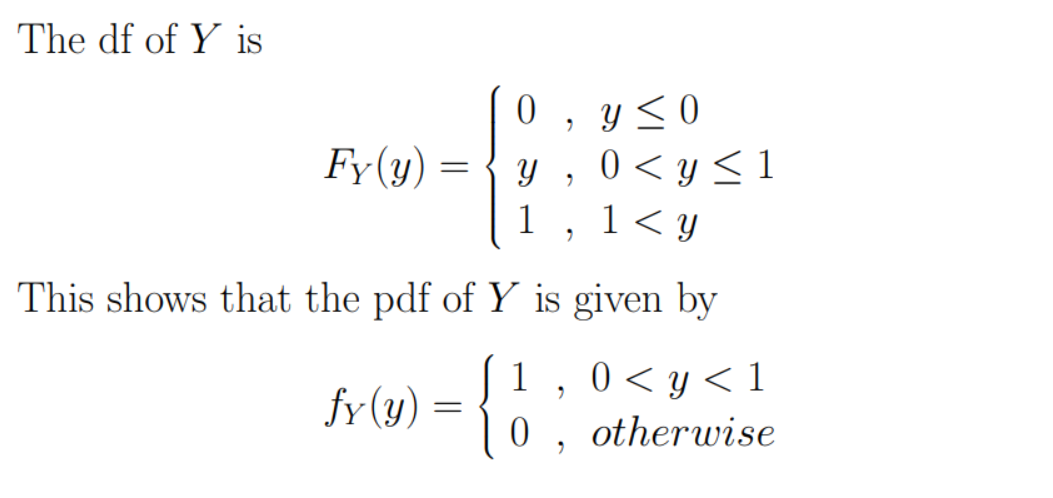 The df of Y is
F_Y(y) = { 0 , y ≤ 0
y , 0 < y ≤ 1
1 , 1 < y
This shows that the pdf of Y is given by
f_Y(y) = { 1 , 0 < y < 1
0 , otherwise